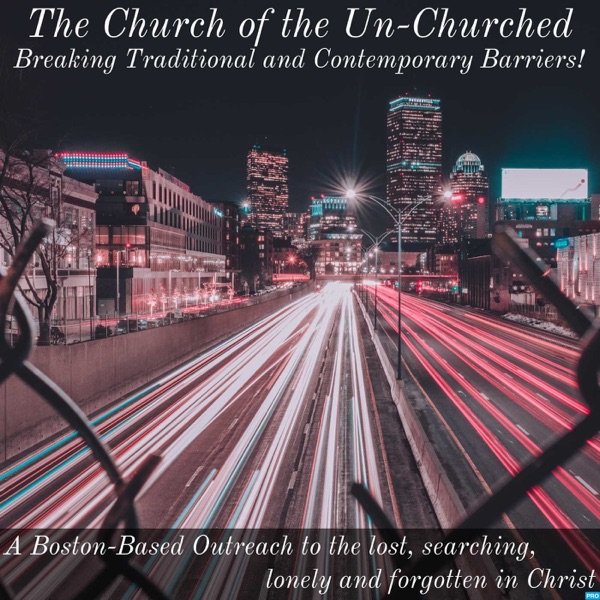 The Church of the Un-Churched
Breaking Traditional and Contemporary Barriers!
A Boston-Based Outreach to the lost, searching,
lonely and forgotten in Christ
PRO